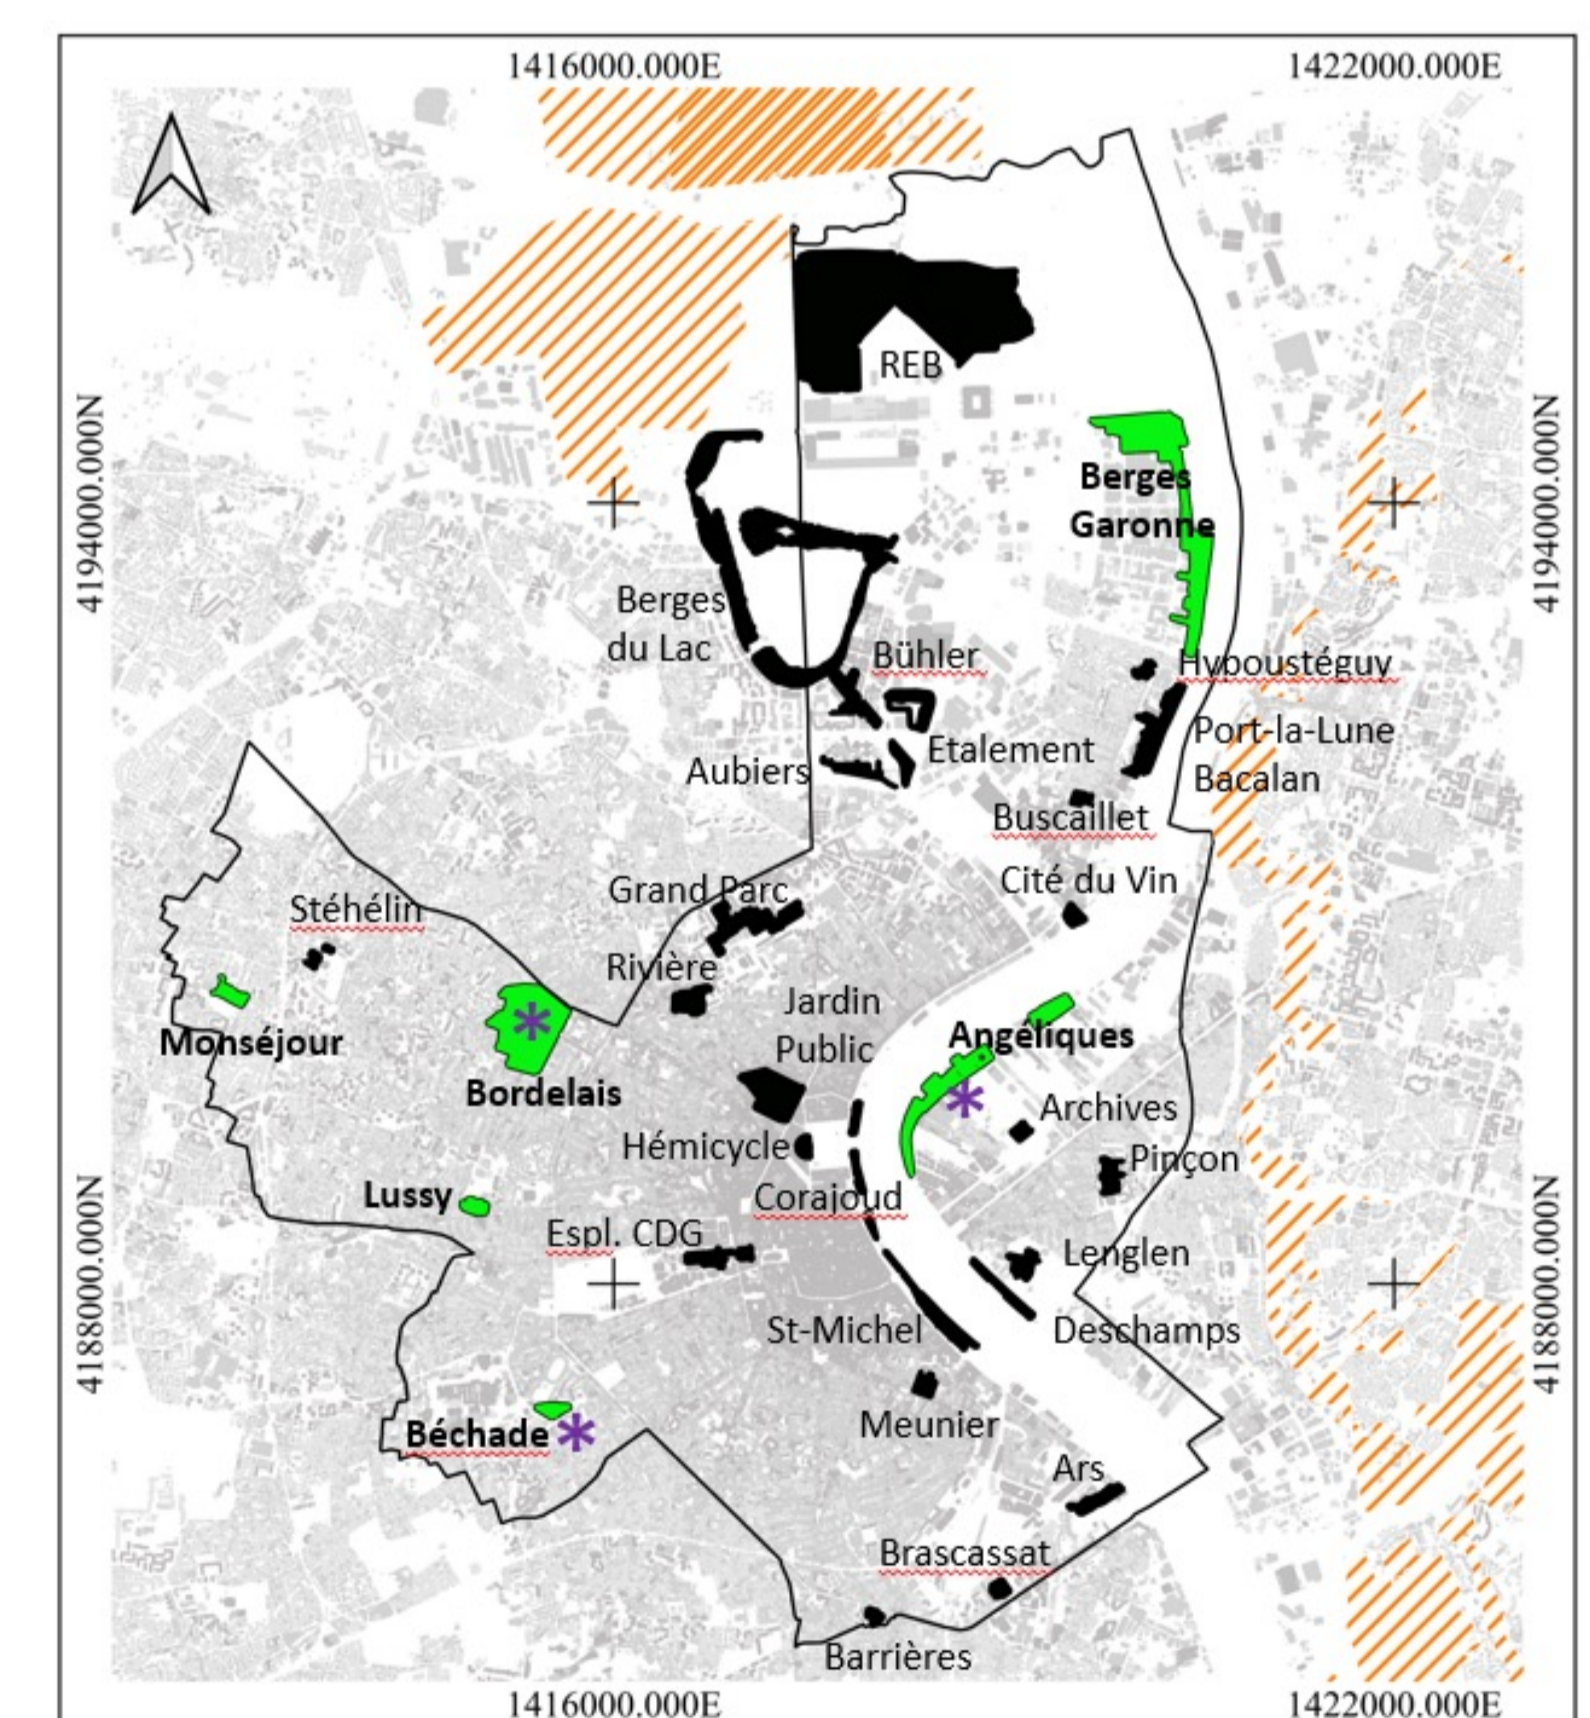 1416000.000E
1422000.000E
REB
4194000.000N
4194000.000N
Berges
Garonne
Berges
du Lac
Bühler
Hypoustéguy
Port-la-Lune
Bacalan
Etalement
Aubiers
Buscaillet
Cité du Vin
Grand Parc
Stéhélin
Rivière
Jardin
Public
Angéliques
Monséjour
Bordelais
Archives
Hémicycle
Pinçon
Lussy
Corajoud
Espl. CDG
Lenglen
4188000.000N
4188000.000N
St-Michel
Deschamps
Meunier
Béchade
Ars
Brascassat
Barrières
1416000.000E
1422000.000E